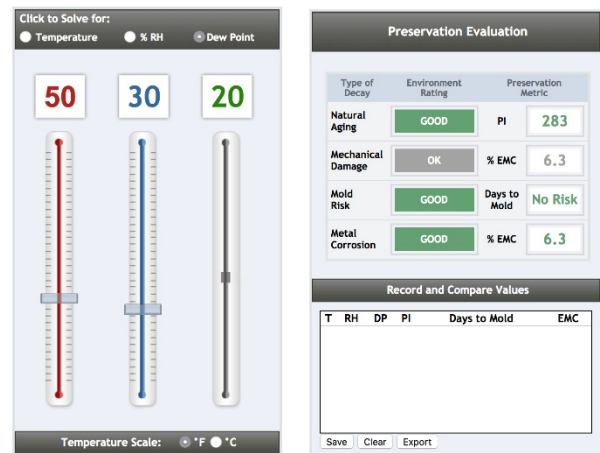 Click to Solve for:
Temperature % RH Dew Point
50 30 20
Temperature Scale: °F °C
Preservation Evaluation
Type of Decay Environment Rating Preservation Metric
Natural Aging GOOD PI 283
Mechanical Damage OK % EMC 6.3
Mold Risk GOOD Days to Mold No Risk
Metal Corrosion GOOD % EMC 6.3
Record and Compare Values
T RH DP PI Days to Mold EMC
Save Clear Export